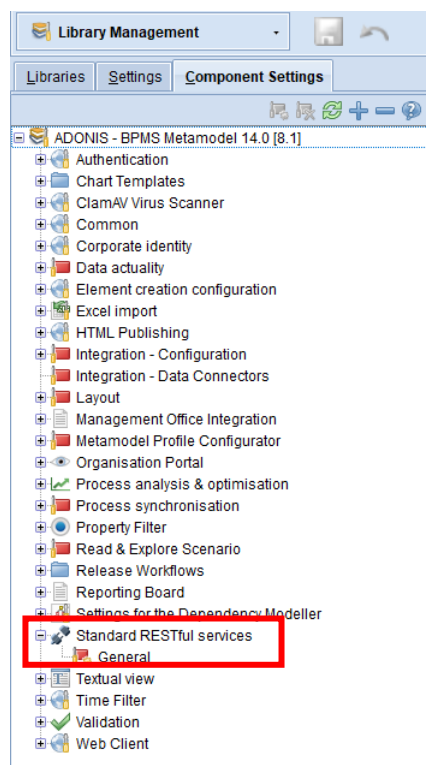 Library Management
Libraries Settings Component Settings
ADONIS - BPMS Metamodel 14.0 [8.1]
Authentication
Chart Templates
ClamAV Virus Scanner
Common
Corporate identity
Data actuality
Element creation configuration
Excel import
HTML Publishing
Integration - Configuration
Integration - Data Connectors
Layout
Management Office Integration
Metamodel Profile Configurator
Organisation Portal
Process analysis & optimisation
Process synchronisation
Property Filter
Read & Explore Scenario
Release Workflows
Reporting Board
Settings for the Dependency Modeller
Standard RESTful services
General
Textual view
Time Filter
Validation
Web Client